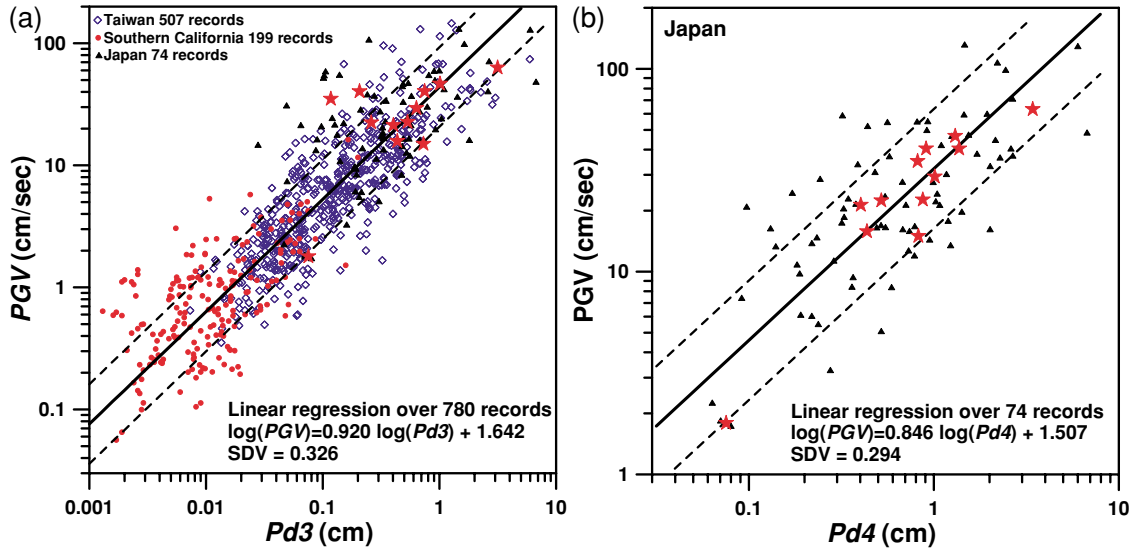 (a)
Taiwan 507 records
Southern California 199 records
Japan 74 records
100
10
1
0.1
PGV (cm/sec)
Linear regression over 780 records
log(PGV)=0.920 log(Pd3) + 1.642
SDV = 0.326
0.001
0.01
0.1
1
10
Pd3 (cm)
(b)
Japan
100
10
1
PGV (cm/sec)
Linear regression over 74 records
log(PGV)=0.846 log(Pd4) + 1.507
SDV = 0.294
0.1
1
10
Pd4 (cm)